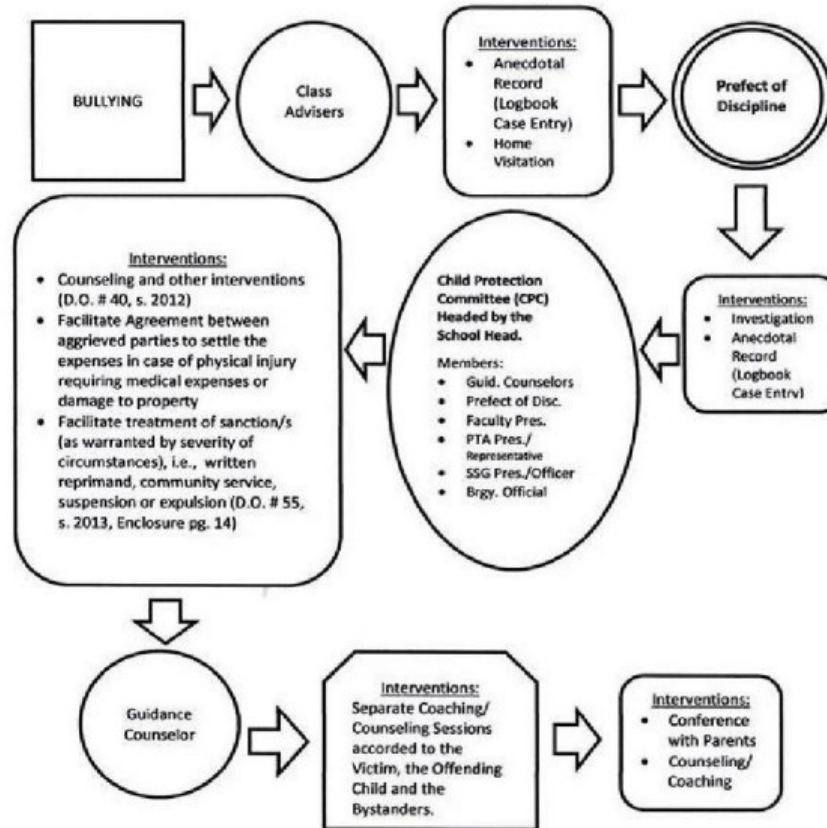 BULLYING
Class
Advisers
Interventions:
• Anecdotal
Record
(Logbook
Case Entry)
• Home
Visitation
Prefect of
Discipline
Interventions:
• Investigation
• Anecdotal
Record
(Logbook
Case Entry)
Child Protection
Committee (CPC)
Headed by the
School Head.
Members:
• Guid. Counselors
• Prefect of Disc.
• Faculty Pres.
• PTA Pres./
Representative
• SSG Pres./Officer
• Brgy. Official
Interventions:
• Counseling and other interventions
(D.O. # 40, s. 2012)
• Facilitate Agreement between
aggrieved parties to settle the
expenses in case of physical injury
requiring medical expenses or
damage to property
• Facilitate treatment of sanction/s
(as warranted by severity of
circumstances), i.e., written
reprimand, community service,
suspension or expulsion (D.O. # 55,
s. 2013, Enclosure pg. 14)
Guidance
Counselor
Interventions:
Separate Coaching/
Counseling Sessions
accorded to the
Victim, the Offending
Child and the
Bystanders.
Interventions:
• Conference
with Parents
• Counseling/
Coaching